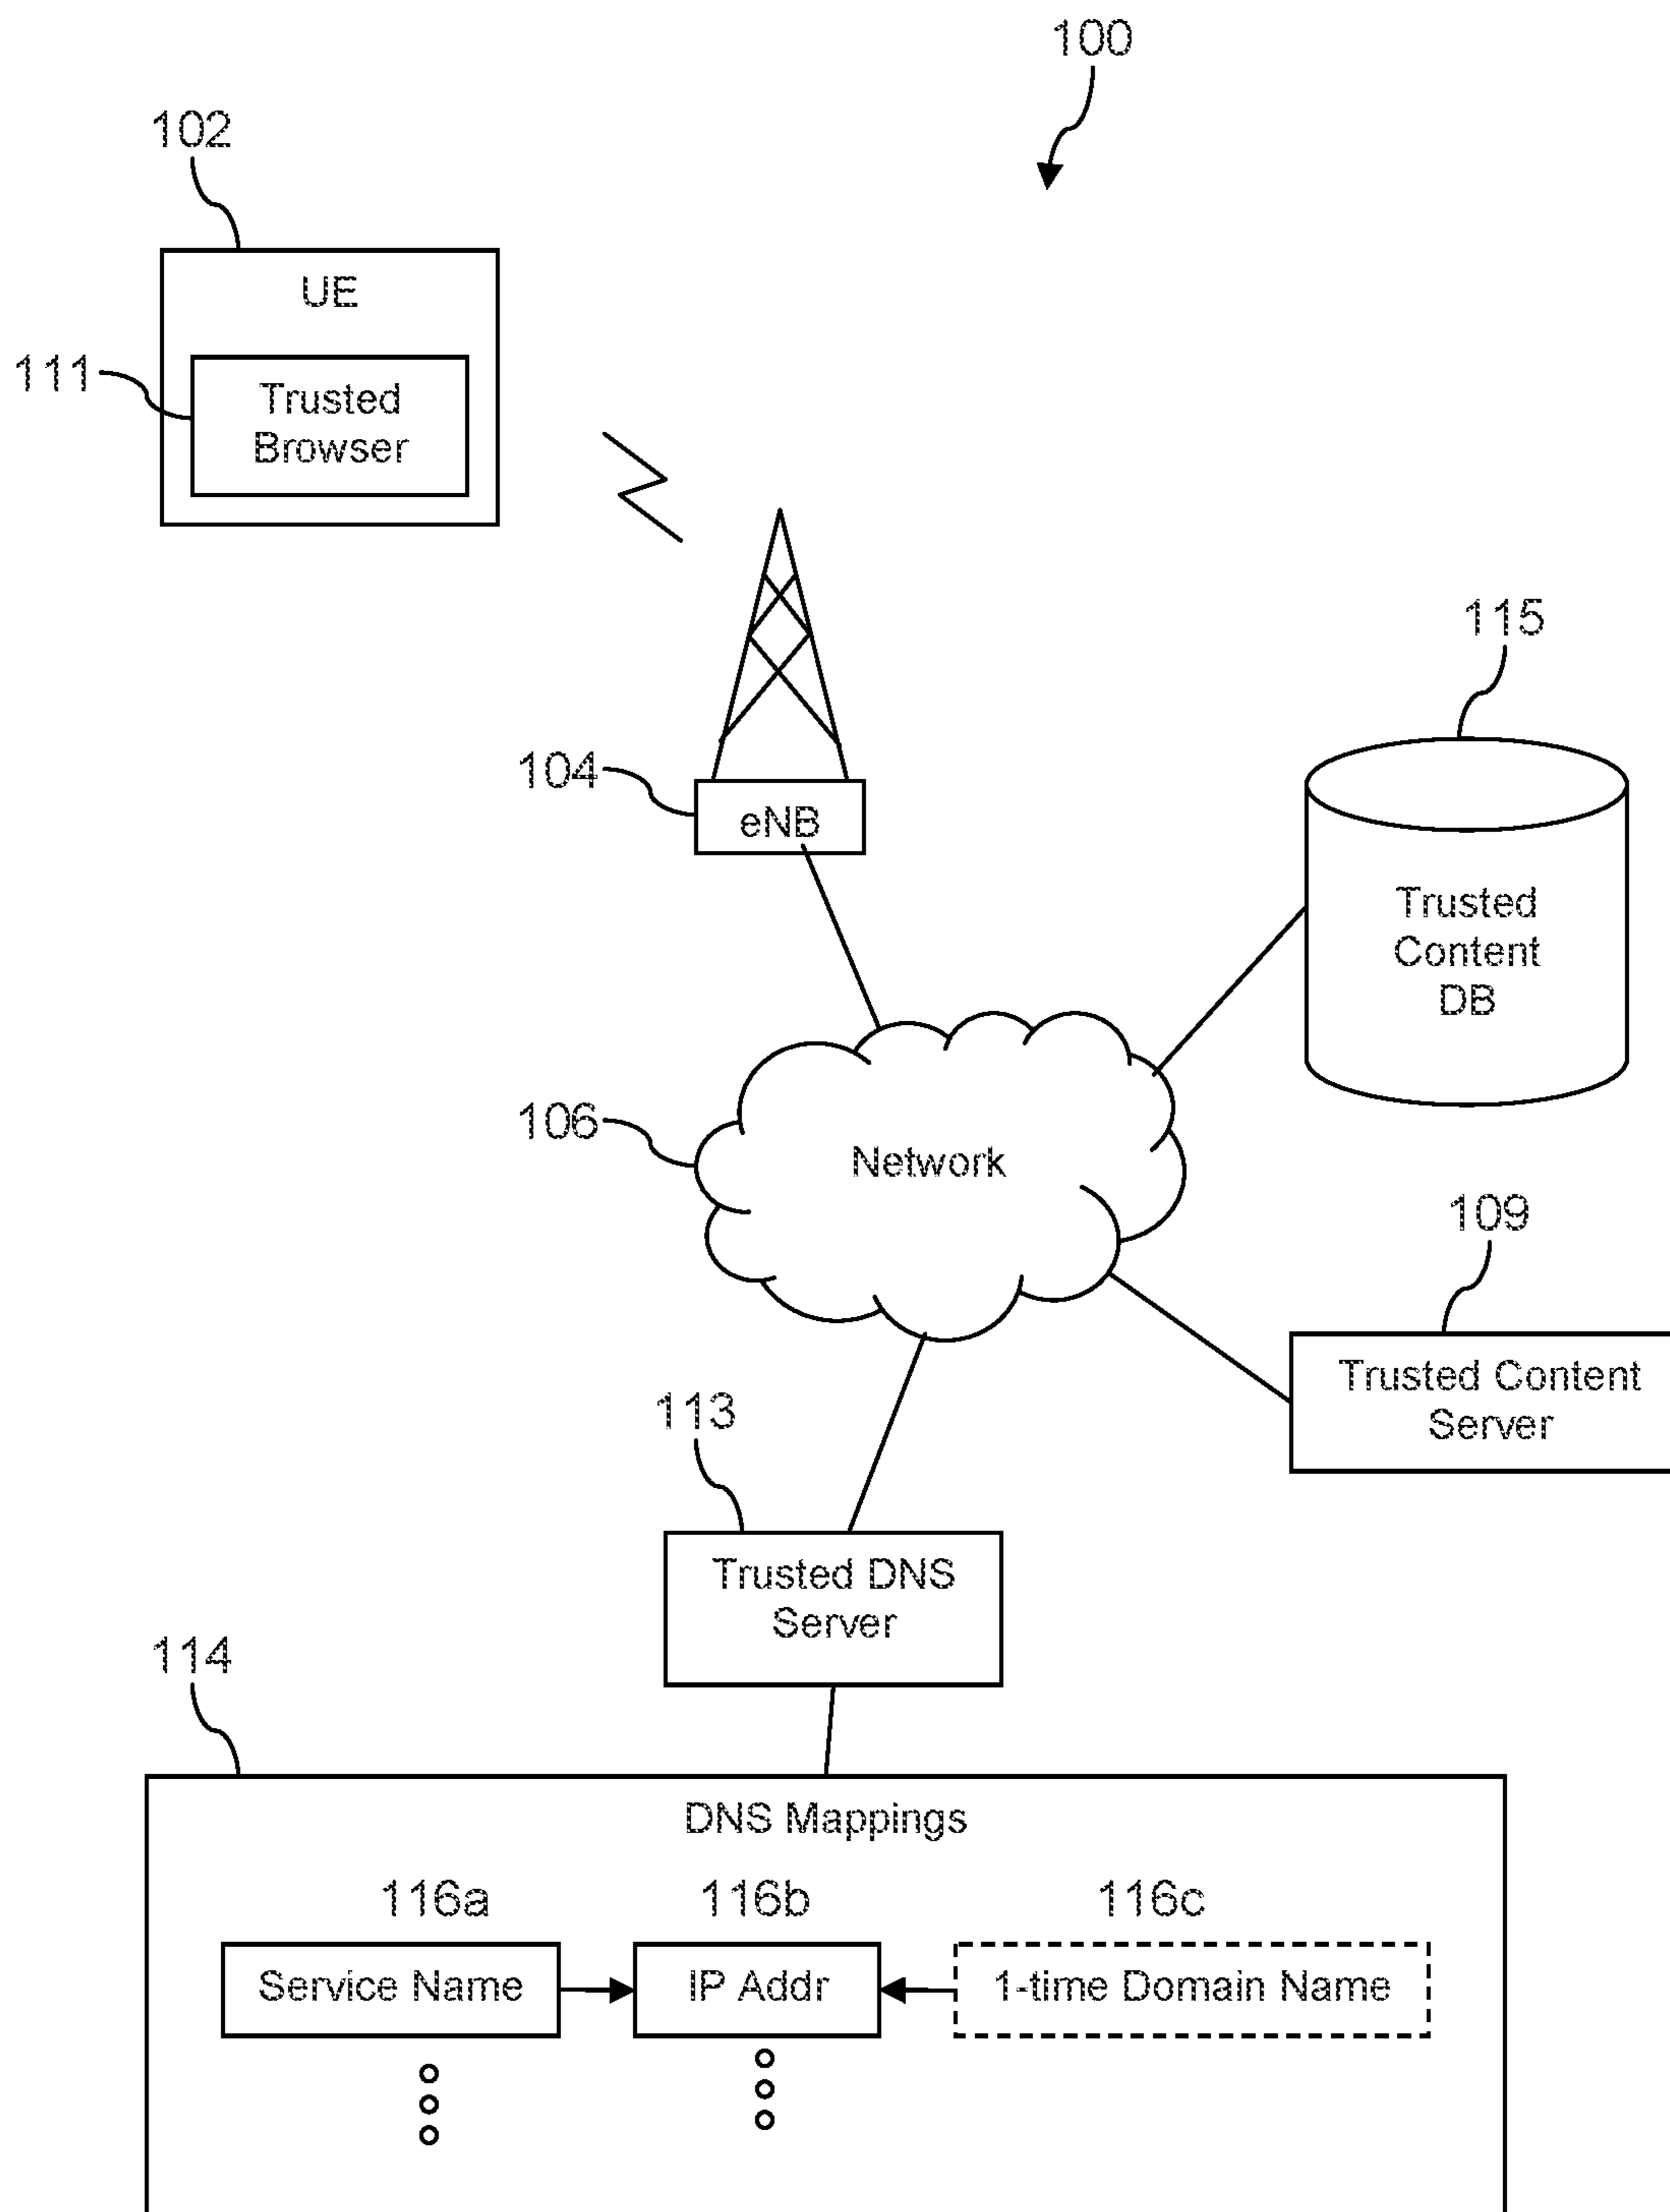 100
102
UE
111
Trusted
Browser
104
eNB
115
Trusted
Content
DB
106
Network
109
Trusted Content
Server
113
Trusted DNS
Server
114
DNS Mappings
116a
116b
116c
Service Name
IP Addr
1-time Domain Name